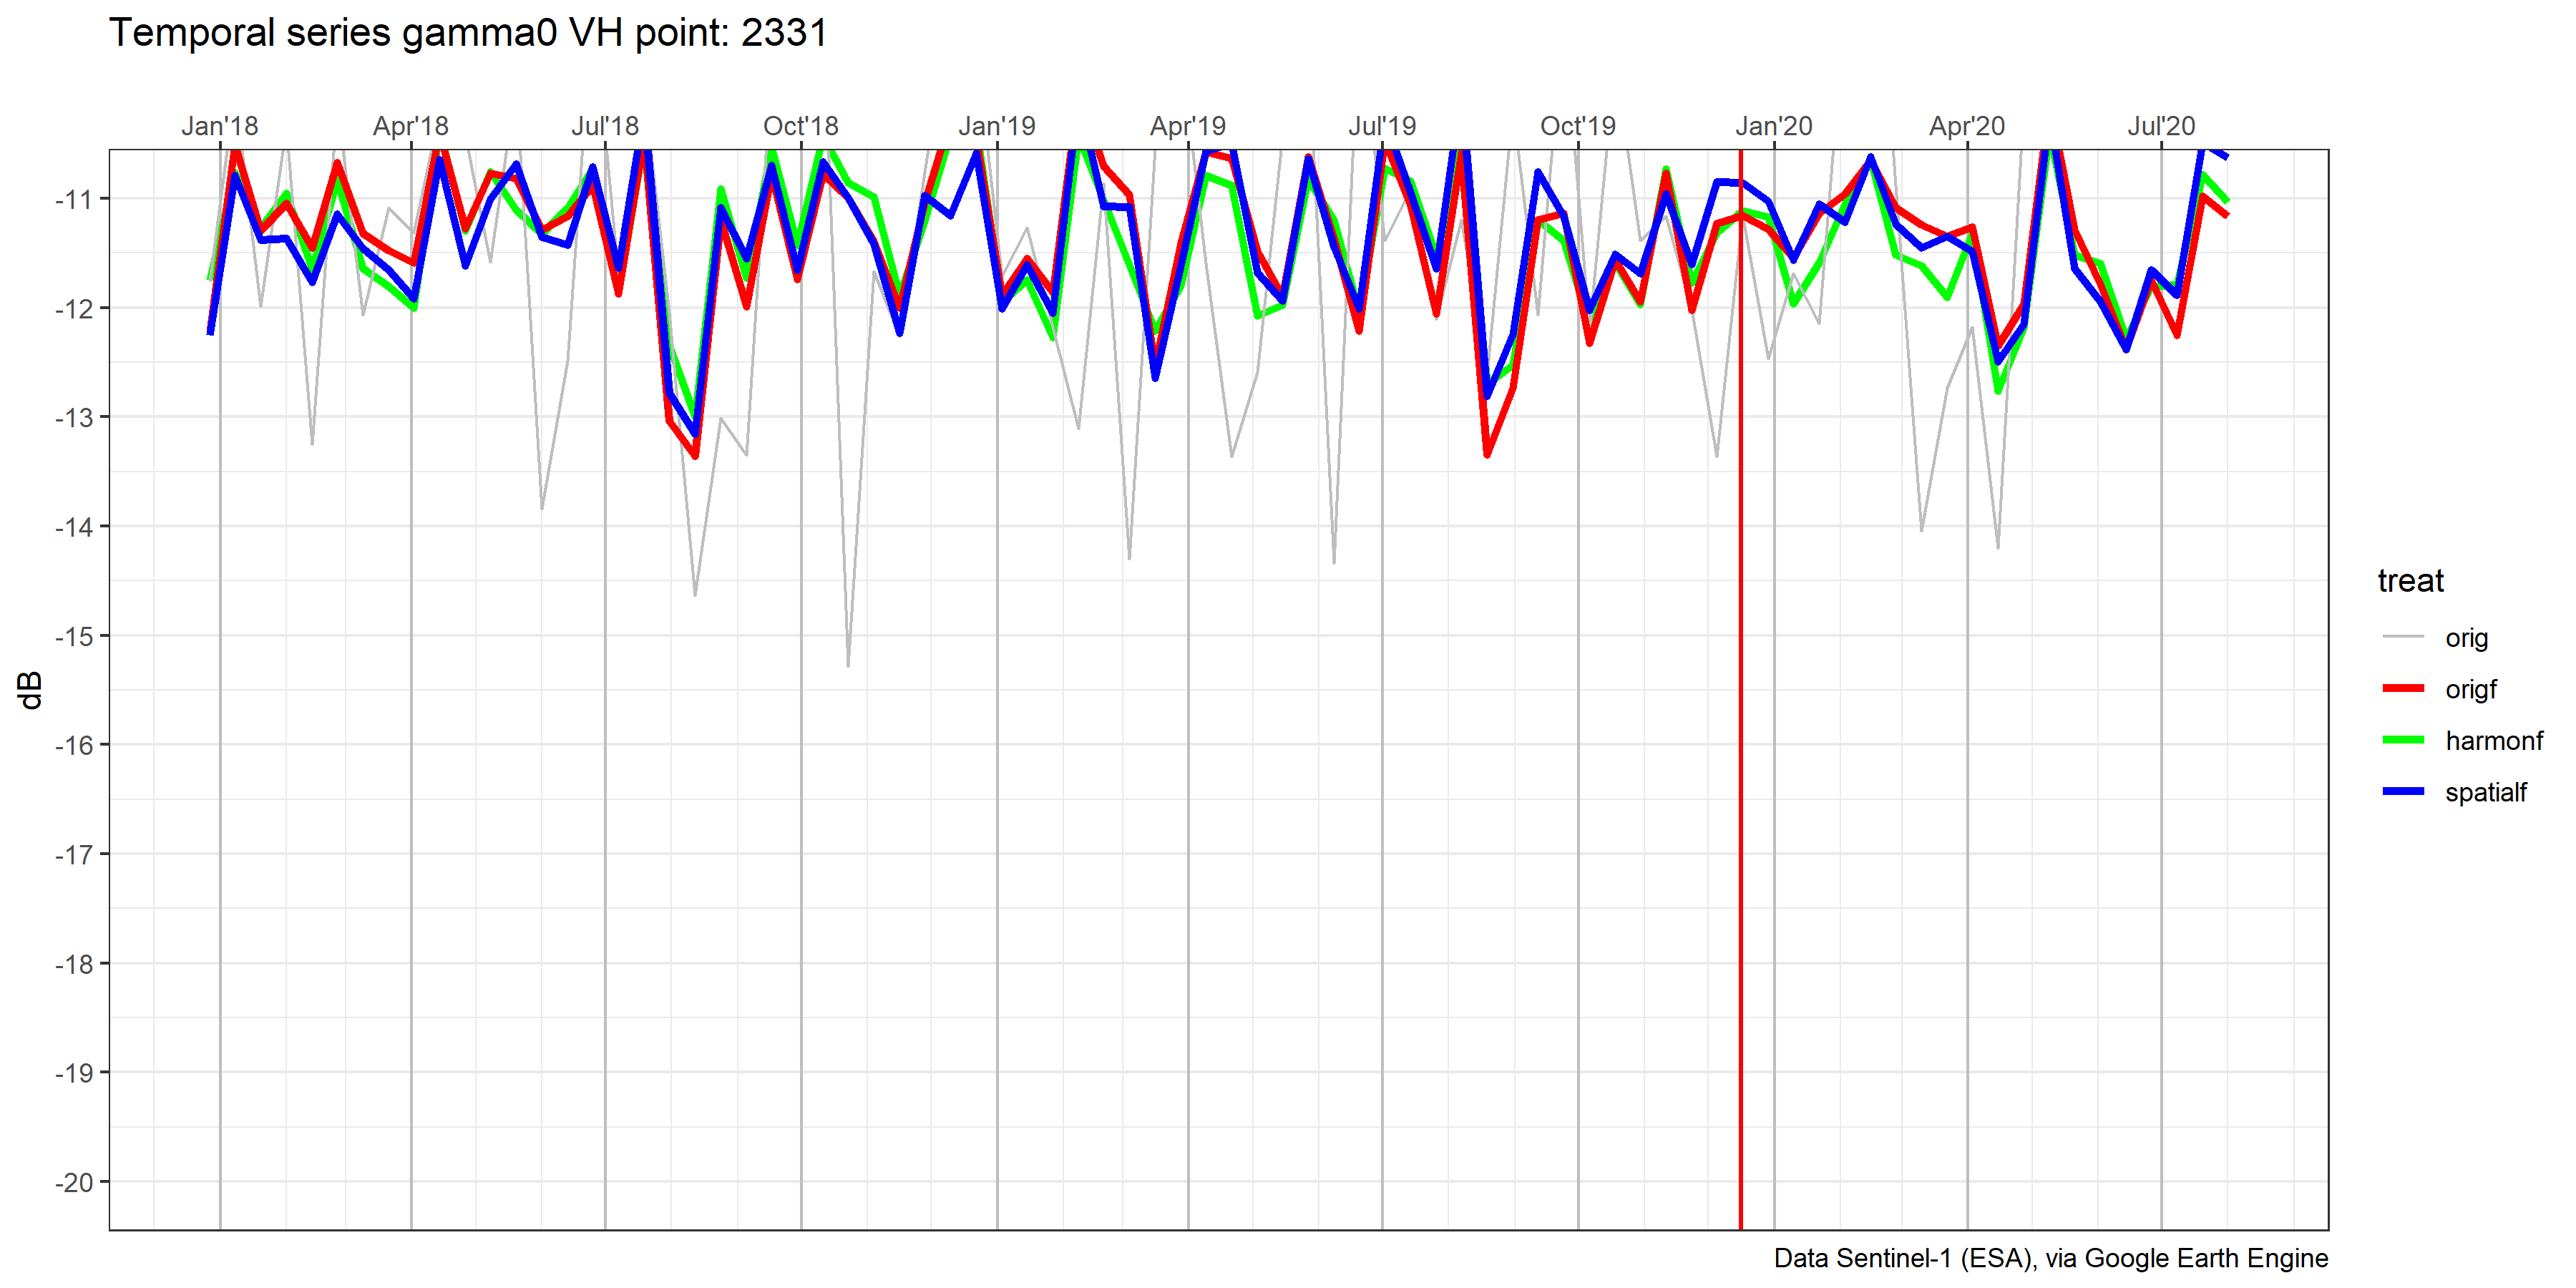 Temporal series gamma0 VH point: 2331
Jan'18 Apr'18 Jul'18 Oct'18 Jan'19 Apr'19 Jul'19 Oct'19 Jan'20 Apr'20 Jul'20
-11
-12
-13
-14
-15
-16
-17
-18
-19
-20
dB
treat
orig
origf
harmonf
spatialf
Data Sentinel-1 (ESA), via Google Earth Engine